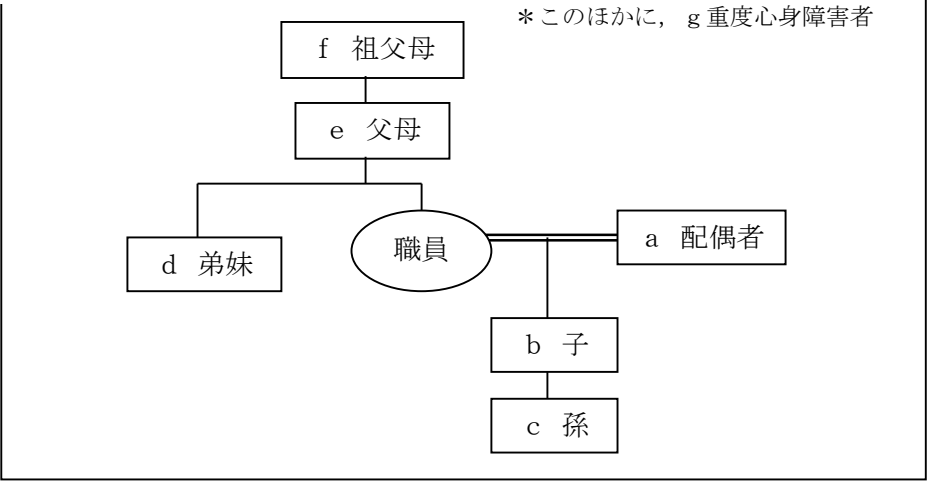 ＊このほかに，ｇ重度心身障害者
ｆ 祖父母
ｅ 父母
職員
ａ 配偶者
ｄ 弟妹
ｂ 子
ｃ 孫